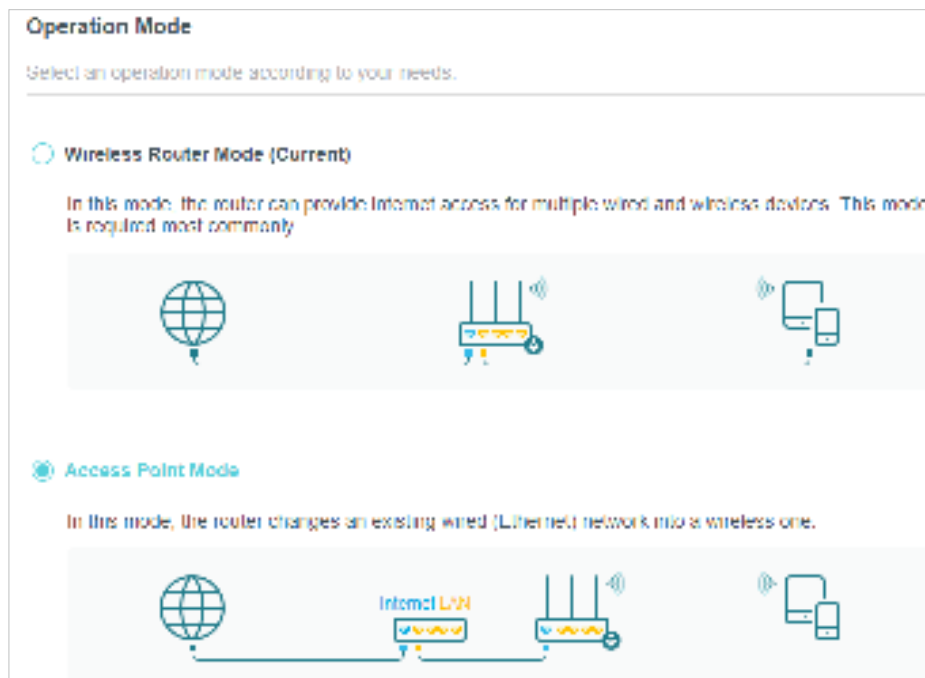 Operation Mode
Select an operation mode according to your needs.
Wireless Router Mode (Current)
In this mode, the router can provide internet access for multiple wired and wireless devices. This mode
is required most commonly.
Access Point Mode
In this mode, the router changes an existing wired (Ethernet) network into a wireless one.
Internet LAN